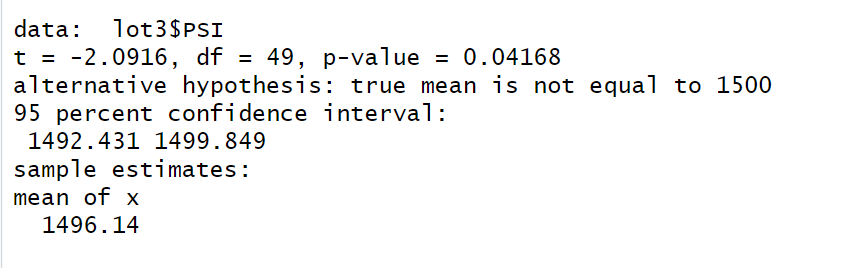 data:  lot3$PSI
t = -2.0916, df = 49, p-value = 0.04168
alternative hypothesis: true mean is not equal to 1500
95 percent confidence interval:
 1492.431 1499.849
sample estimates:
mean of x
  1496.14